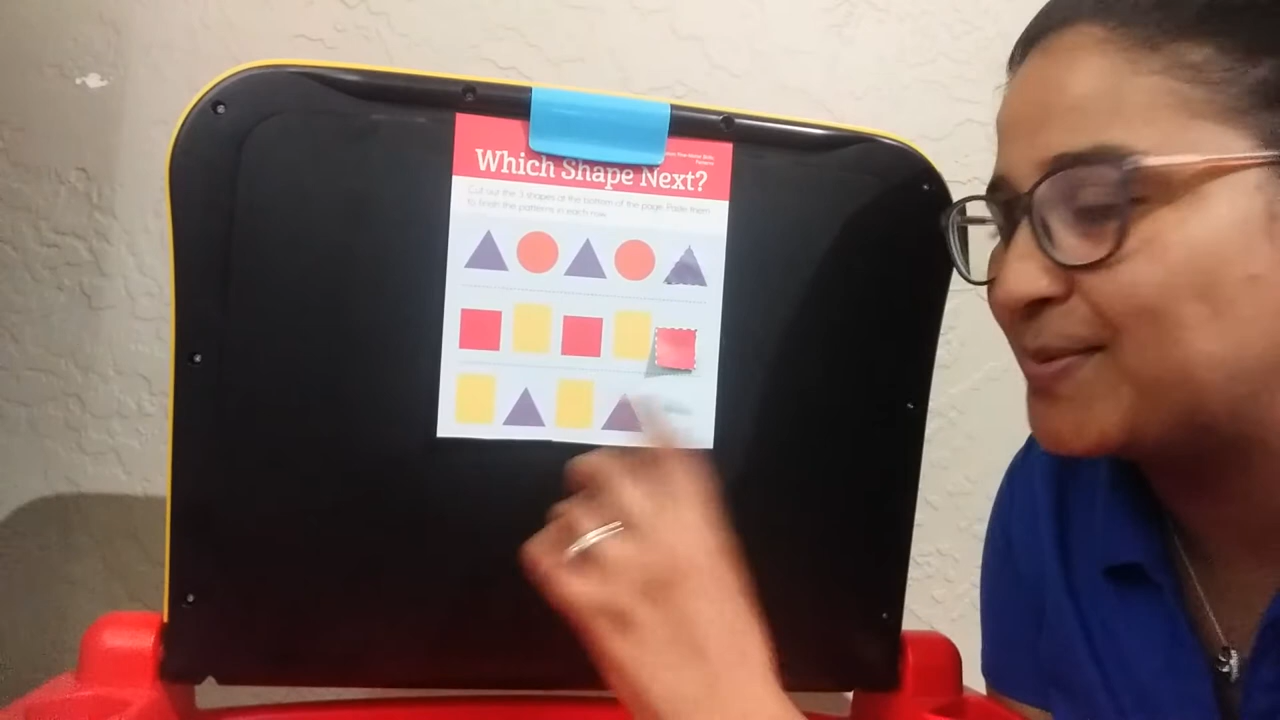 Which Shape Next?
Cut out the 3 shapes at the bottom of the page. Paste them
to finish the patterns in each row.